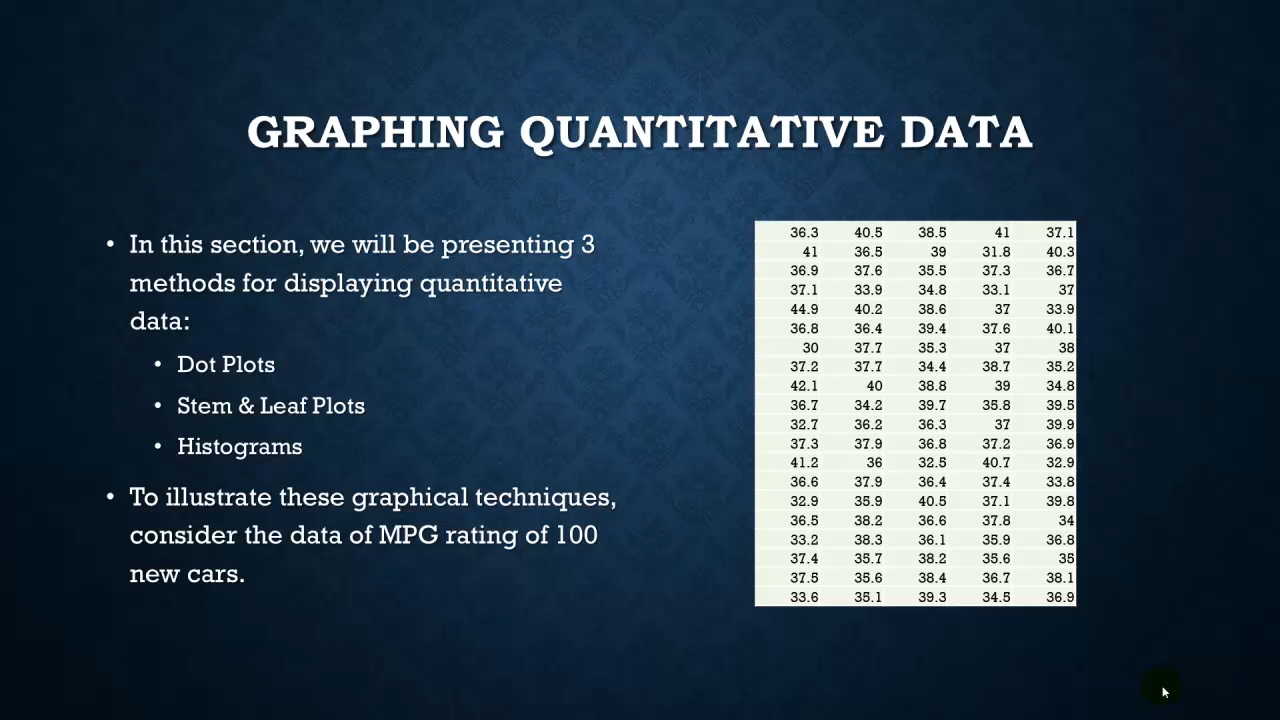 GRAPHING QUANTITATIVE DATA
• In this section, we will be presenting 3
methods for displaying quantitative
data:
• Dot Plots
• Stem & Leaf Plots
• Histograms
• To illustrate these graphical techniques,
consider the data of MPG rating of 100
new cars.
36.3 40.5 38.5 41 37.1
41 36.5 39 31.8 40.3
36.9 37.6 35.5 37.3 36.7
37.1 33.9 34.8 33.1 37
44.9 40.2 38.6 37 33.9
36.8 36.4 39.4 37.6 40.1
30 37.7 35.3 37 38
37.2 37.7 34.4 38.7 35.2
42.1 40 38.8 39 34.8
36.7 34.2 39.7 35.8 39.5
32.7 36.2 36.3 37 39.9
37.3 37.9 36.8 37.2 36.9
41.2 36 32.5 40.7 32.9
36.6 37.9 36.4 37.4 33.8
32.9 35.9 40.5 37.1 39.8
36.5 38.2 36.6 37.8 34
33.2 38.3 36.1 35.9 36.8
37.4 35.7 38.2 35.6 35
37.5 35.6 38.4 36.7 38.1
33.6 35.1 39.3 34.5 36.9